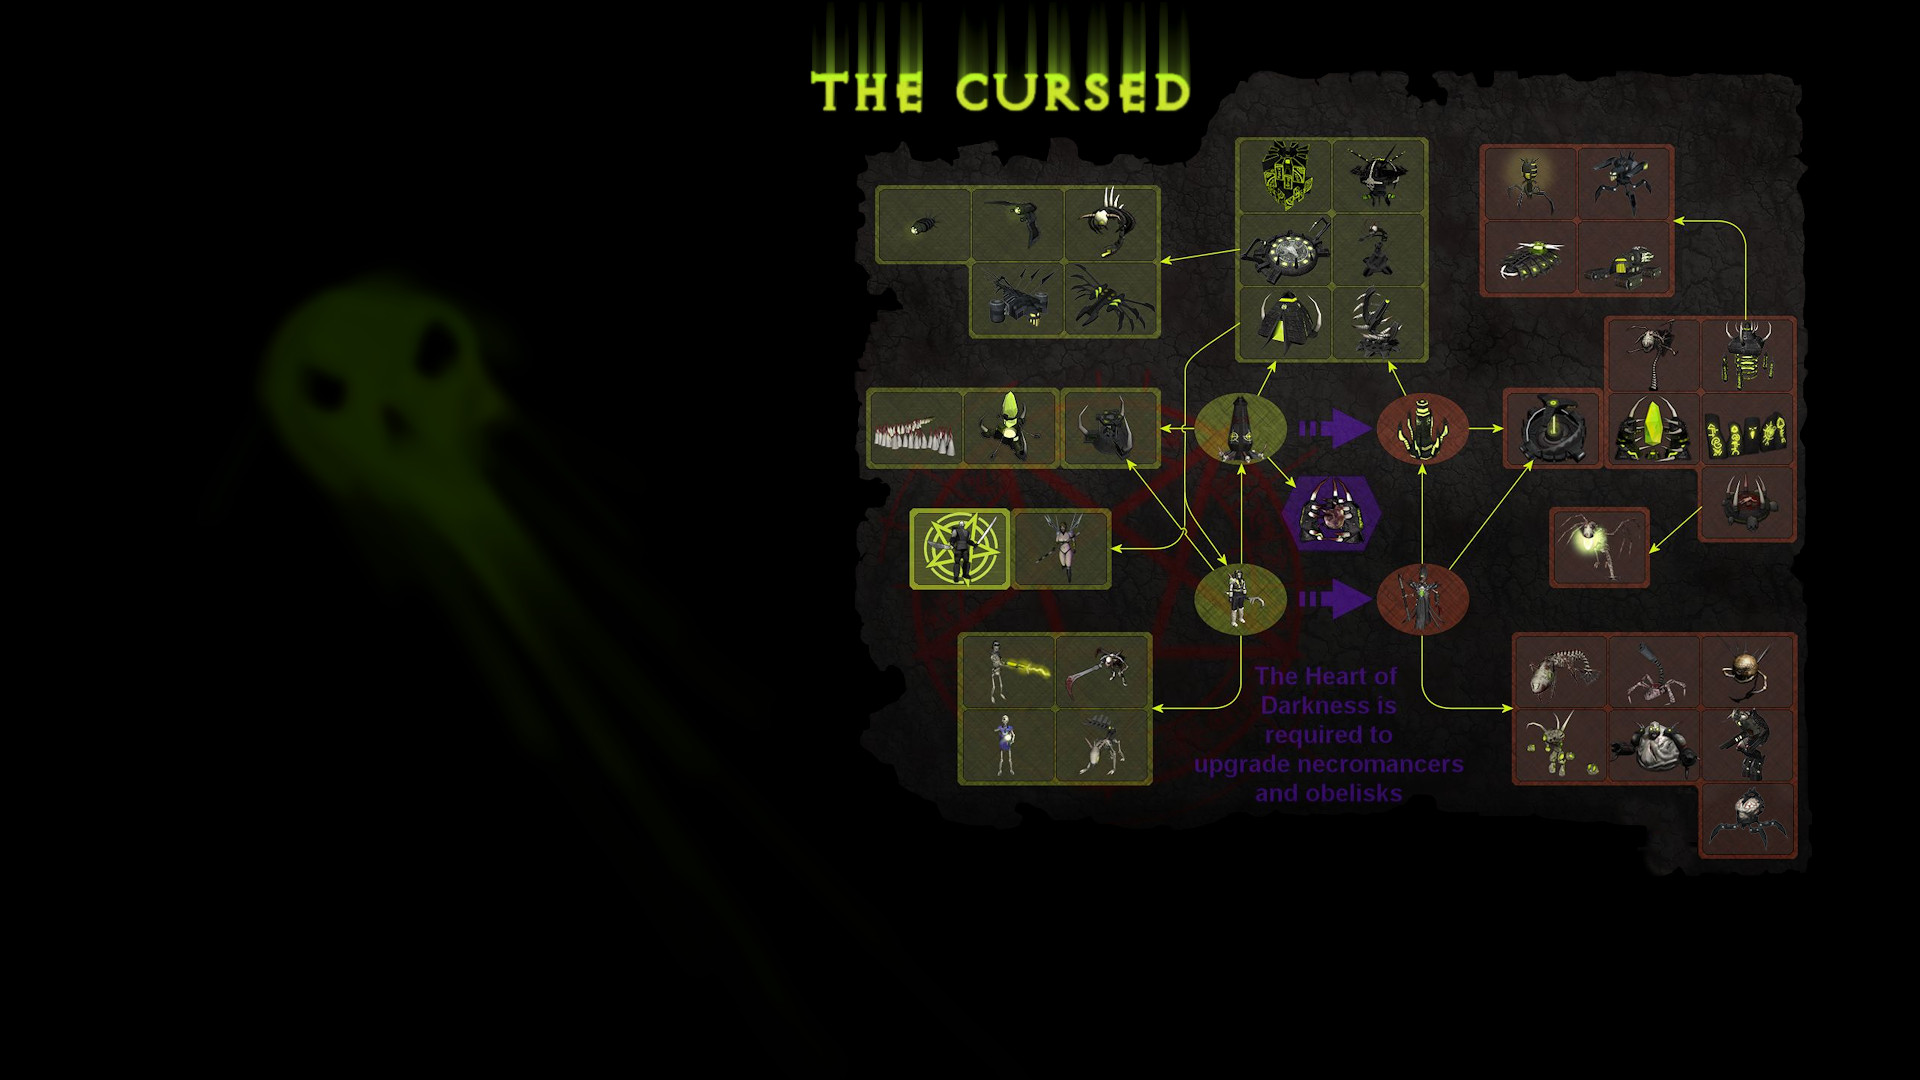 THE CURSED
The Heart of
Darkness is
required to
upgrade necromancers
and obelisks